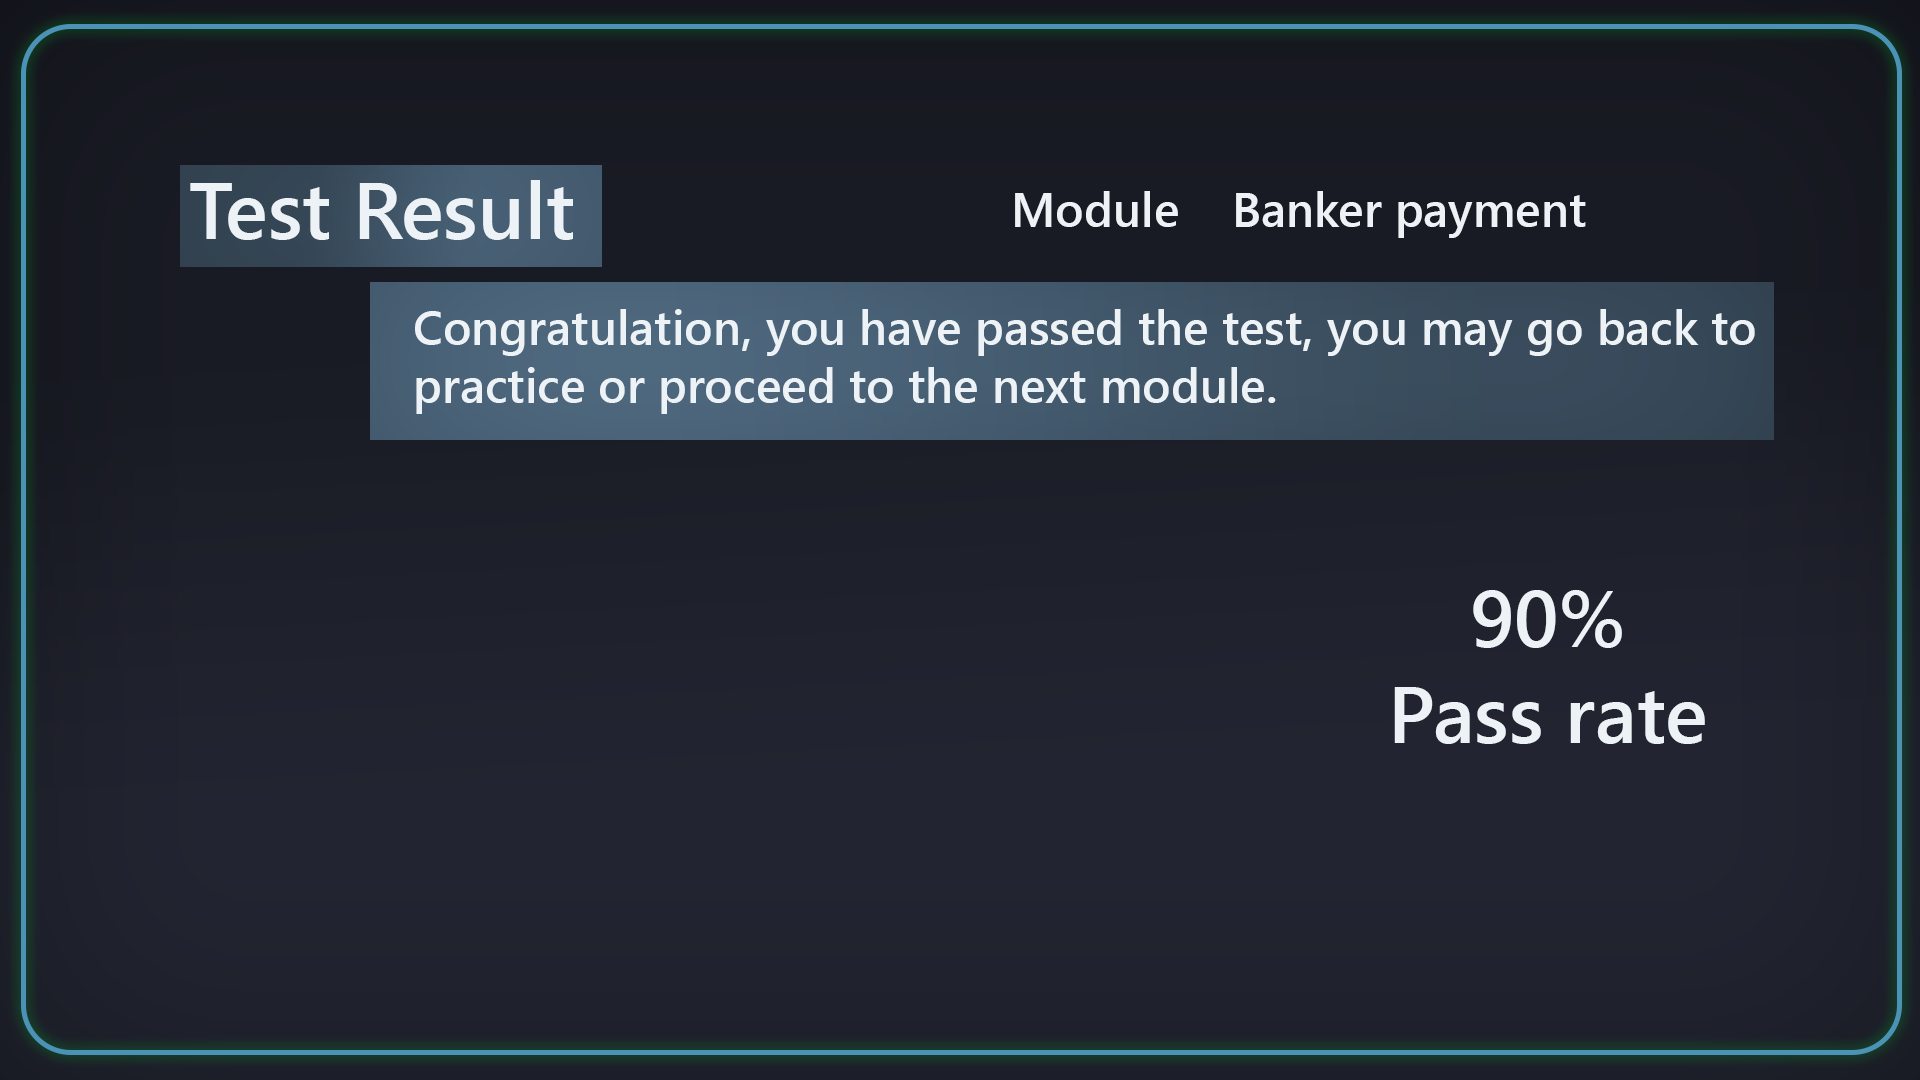 Test Result
Module Banker payment
Congratulation, you have passed the test, you may go back to
practice or proceed to the next module.
90%
Pass rate